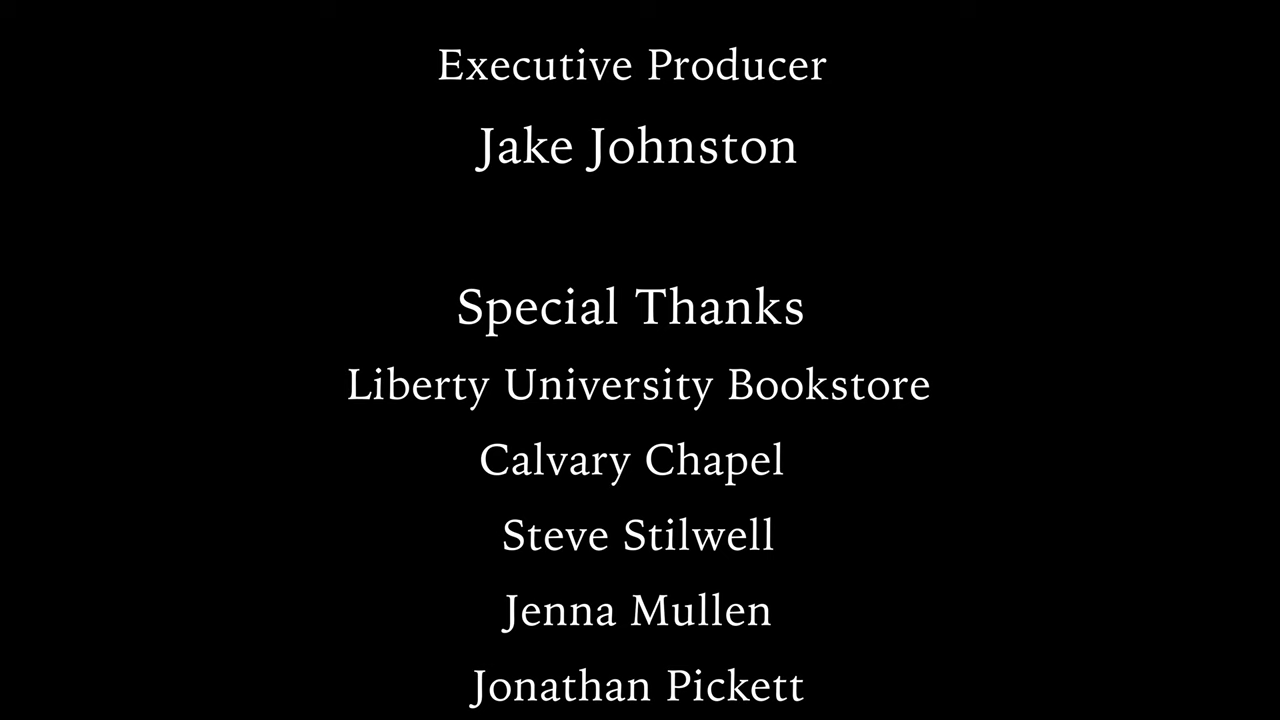 Executive Producer
Jake Johnston
Special Thanks
Liberty University Bookstore
Calvary Chapel
Steve Stilwell
Jenna Mullen
Jonathan Pickett